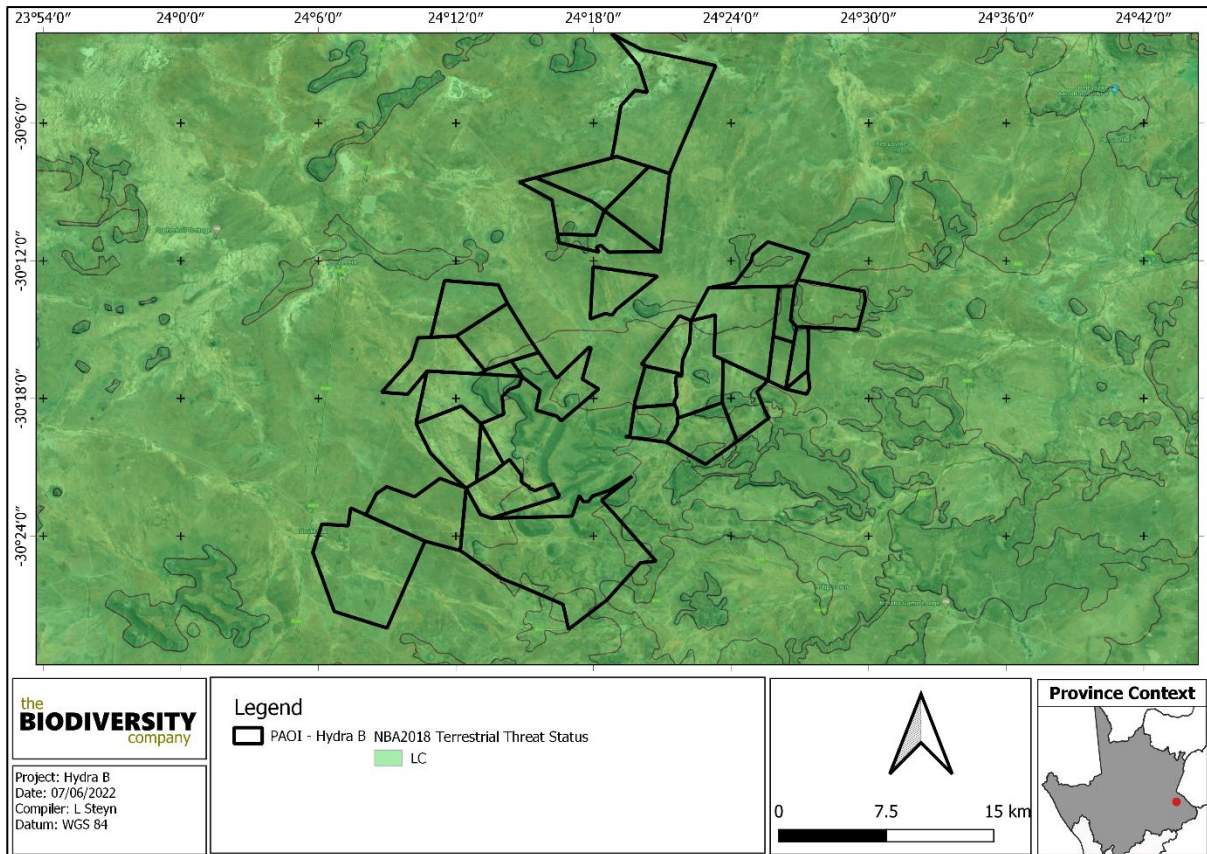 23°54′0″ 24°0′0″ 24°6′0″ 24°12′0″ 24°18′0″ 24°24′0″ 24°30′0″ 24°36′0″ 24°42′0″
-30°6′0″
-30°12′0″
-30°18′0″
-30°24′0″
the
BIODIVERSITY
company
Project: Hydra B
Date: 07/06/2022
Compiler: L Steyn
Datum: WGS 84
Legend
PAOI - Hydra B
NBA2018 Terrestrial Threat Status
LC
0 7.5 15 km
Province Context